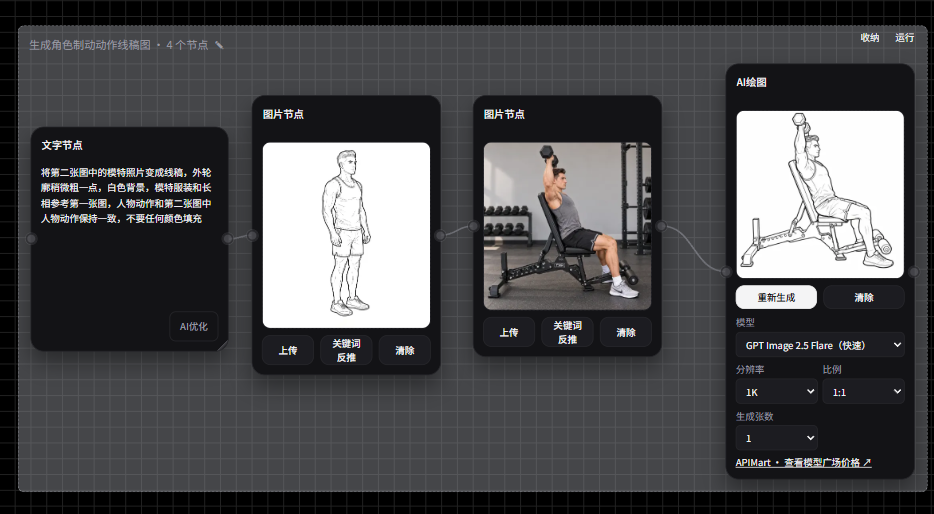 生成角色制动动作线稿图 • 4 个节点
收纳 运行
文字节点
将第二张图中的模特照片变成线稿，外轮
廓稍微粗一点，白色背景，模特服装和长
相参考第一张图，人物动作和第二张图中
人物动作保持一致，不要任何颜色填充
AI优化
图片节点
上传
关键词
反推
清除
图片节点
上传
关键词
反推
清除
AI绘图
重新生成
清除
模型
GPT Image 2.5 Flare（快速）
分辨率
比例
1K
1:1
生成张数
1
APIMart • 查看模型广场价格 ↗